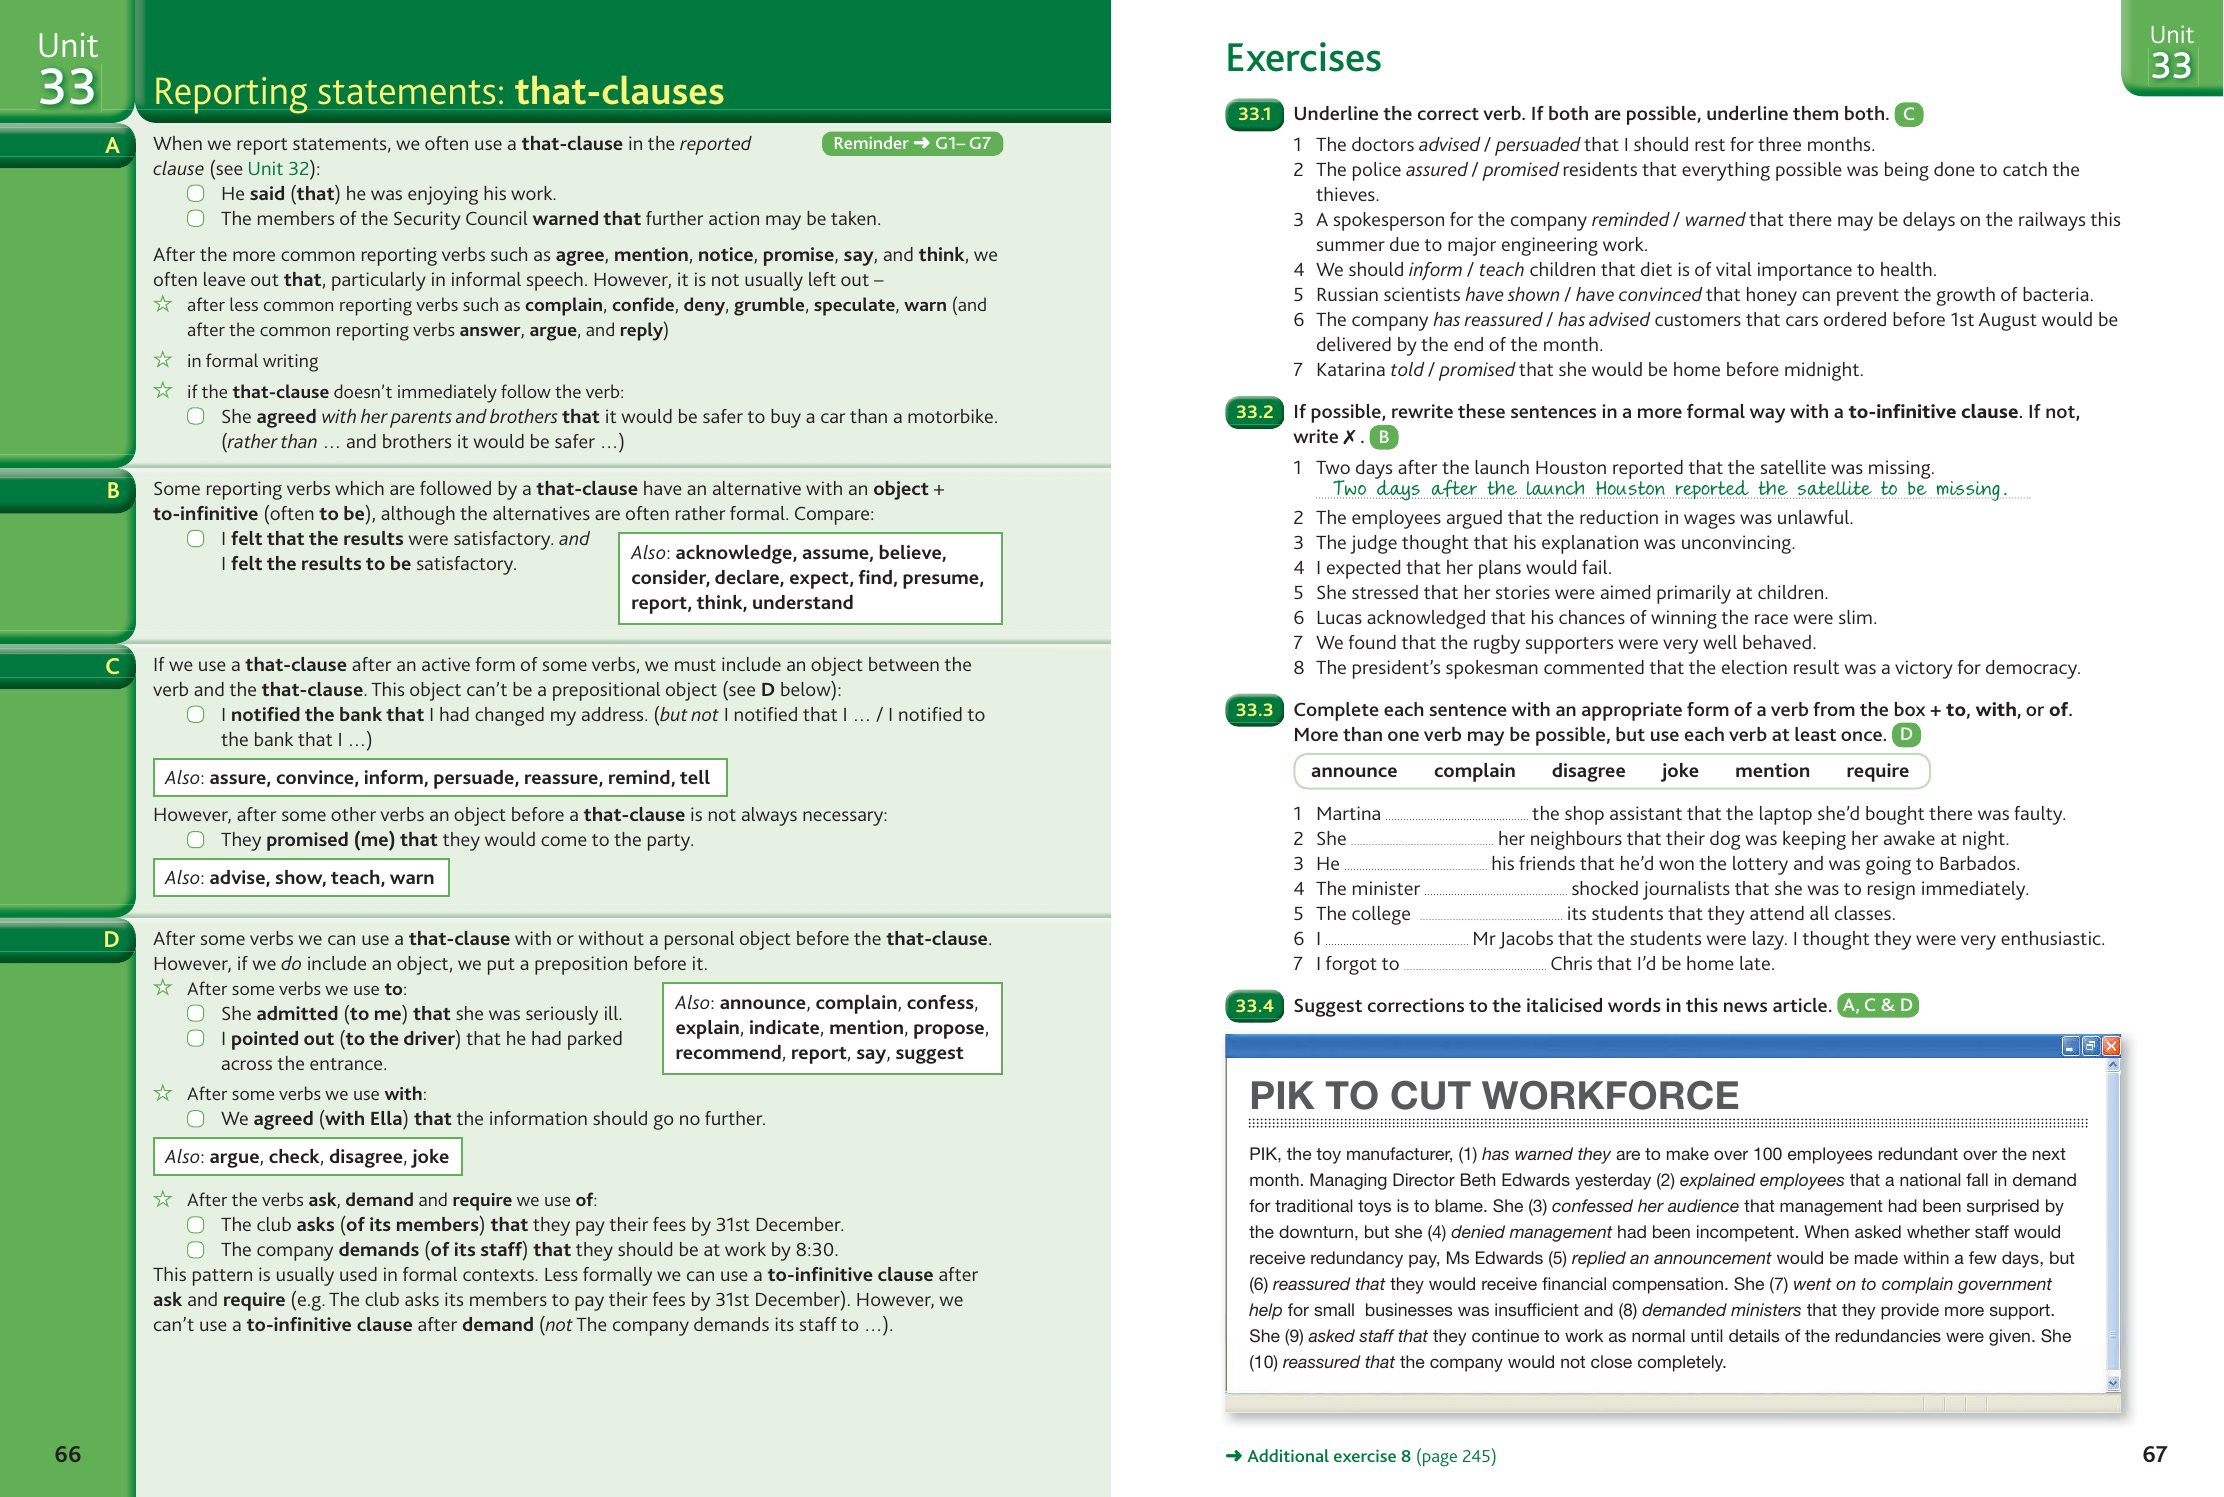 Unit
33
Reporting statements: that-clauses
A
When we report statements, we often use a that-clause in the reported
Reminder ➜ G1– G7
clause (see Unit 32):
He said (that) he was enjoying his work.
The members of the Security Council warned that further action may be taken.
After the more common reporting verbs such as agree, mention, notice, promise, say, and think, we
often leave out that, particularly in informal speech. However, it is not usually left out –
☆ after less common reporting verbs such as complain, confide, deny, grumble, speculate, warn (and
after the common reporting verbs answer, argue, and reply)
☆ in formal writing
☆ if the that-clause doesn't immediately follow the verb:
She agreed with her parents and brothers that it would be safer to buy a car than a motorbike.
(rather than … and brothers it would be safer …)
B
Some reporting verbs which are followed by a that-clause have an alternative with an object +
to-infinitive (often to be), although the alternatives are often rather formal. Compare:
I felt that the results were satisfactory. and
I felt the results to be satisfactory.
Also: acknowledge, assume, believe,
consider, declare, expect, find, presume,
report, think, understand
C
If we use a that-clause after an active form of some verbs, we must include an object between the
verb and the that-clause. This object can't be a prepositional object (see D below):
I notified the bank that I had changed my address. (but not I notified that I … / I notified to
the bank that I …)
Also: assure, convince, inform, persuade, reassure, remind, tell
However, after some other verbs an object before a that-clause is not always necessary:
They promised (me) that they would come to the party.
Also: advise, show, teach, warn
D
After some verbs we can use a that-clause with or without a personal object before the that-clause.
However, if we do include an object, we put a preposition before it.
☆ After some verbs we use to:
She admitted (to me) that she was seriously ill.
I pointed out (to the driver) that he had parked
across the entrance.
Also: announce, complain, confess,
explain, indicate, mention, propose,
recommend, report, say, suggest
☆ After some verbs we use with:
We agreed (with Ella) that the information should go no further.
Also: argue, check, disagree, joke
☆ After the verbs ask, demand and require we use of:
The club asks (of its members) that they pay their fees by 31st December.
The company demands (of its staff) that they should be at work by 8:30.
This pattern is usually used in formal contexts. Less formally we can use a to-infinitive clause after
ask and require (e.g. The club asks its members to pay their fees by 31st December). However, we
can't use a to-infinitive clause after demand (not The company demands its staff to …).
66
Exercises
Unit
33
33.1 Underline the correct verb. If both are possible, underline them both. C
1 The doctors advised / persuaded that I should rest for three months.
2 The police assured / promised residents that everything possible was being done to catch the
thieves.
3 A spokesperson for the company reminded / warned that there may be delays on the railways this
summer due to major engineering work.
4 We should inform / teach children that diet is of vital importance to health.
5 Russian scientists have shown / have convinced that honey can prevent the growth of bacteria.
6 The company has reassured / has advised customers that cars ordered before 1st August would be
delivered by the end of the month.
7 Katarina told / promised that she would be home before midnight.
33.2 If possible, rewrite these sentences in a more formal way with a to-infinitive clause. If not,
write ✗ . B
1 Two days after the launch Houston reported that the satellite was missing.
Two days after the launch Houston reported the satellite to be missing.
2 The employees argued that the reduction in wages was unlawful.
3 The judge thought that his explanation was unconvincing.
4 I expected that her plans would fail.
5 She stressed that her stories were aimed primarily at children.
6 Lucas acknowledged that his chances of winning the race were slim.
7 We found that the rugby supporters were very well behaved.
8 The president's spokesman commented that the election result was a victory for democracy.
33.3 Complete each sentence with an appropriate form of a verb from the box + to, with, or of.
More than one verb may be possible, but use each verb at least once. D
announce complain disagree joke mention require
1 Martina .................... the shop assistant that the laptop she'd bought there was faulty.
2 She .................... her neighbours that their dog was keeping her awake at night.
3 He .................... his friends that he'd won the lottery and was going to Barbados.
4 The minister .................... shocked journalists that she was to resign immediately.
5 The college .................... its students that they attend all classes.
6 I .................... Mr Jacobs that the students were lazy. I thought they were very enthusiastic.
7 I forgot to .................... Chris that I'd be home late.
33.4 Suggest corrections to the italicised words in this news article. A, C & D
PIK TO CUT WORKFORCE
PIK, the toy manufacturer, (1) has warned they are to make over 100 employees redundant over the next
month. Managing Director Beth Edwards yesterday (2) explained employees that a national fall in demand
for traditional toys is to blame. She (3) confessed her audience that management had been surprised by
the downturn, but she (4) denied management had been incompetent. When asked whether staff would
receive redundancy pay, Ms Edwards (5) replied an announcement would be made within a few days, but
(6) reassured that they would receive financial compensation. She (7) went on to complain government
help for small businesses was insufficient and (8) demanded ministers that they provide more support.
She (9) asked staff that they continue to work as normal until details of the redundancies were given. She
(10) reassured that the company would not close completely.
➜ Additional exercise 8 (page 245)
67